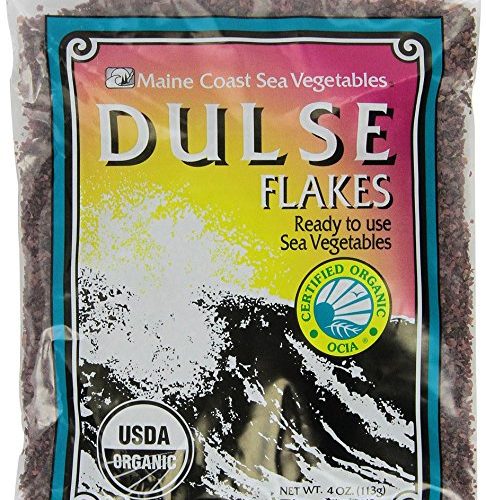 Maine Coast Sea Vegetables
DULSE
FLAKES
Ready to use
Sea Vegetables
CERTIFIED ORGANIC
OCIA ®
USDA
ORGANIC
NET WT. 4 OZ. (113g)